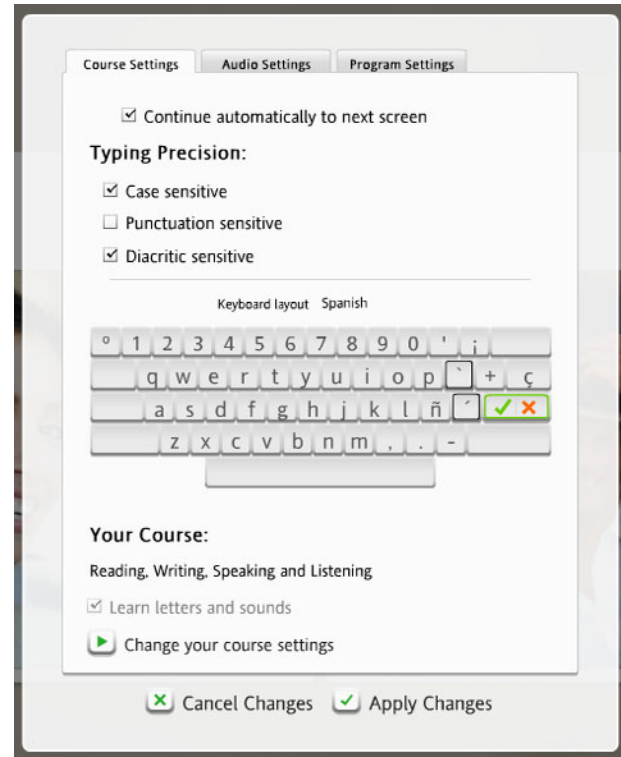 Course Settings Audio Settings Program Settings
Continue automatically to next screen
Typing Precision:
Case sensitive
Punctuation sensitive
Diacritic sensitive
Keyboard layout Spanish
º 1 2 3 4 5 6 7 8 9 0 ' ¡
q w e r t y u i o p ` + ç
a s d f g h j k l ñ ´
z x c v b n m , . -
Your Course:
Reading, Writing, Speaking and Listening
Learn letters and sounds
Change your course settings
Cancel Changes Apply Changes